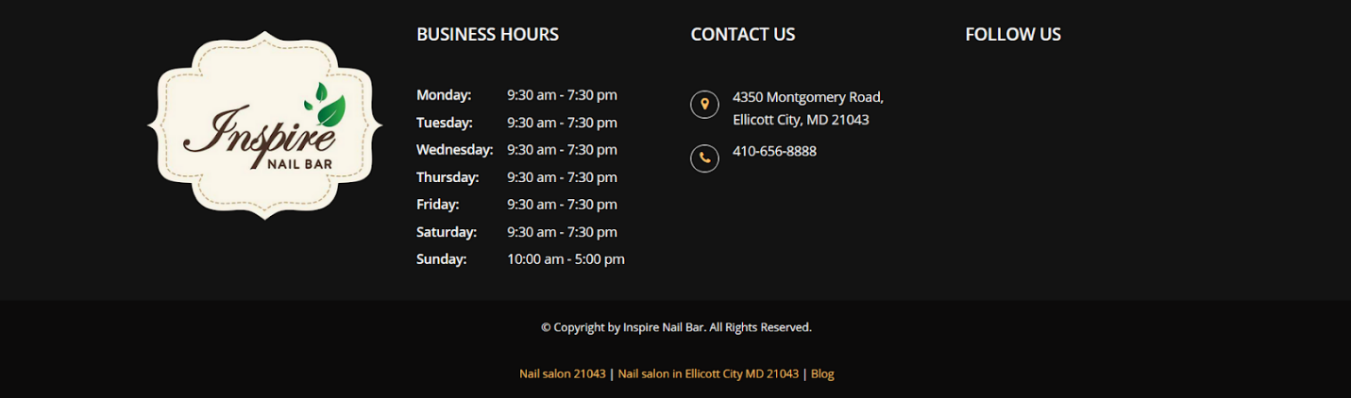 Inspire
NAIL BAR
BUSINESS HOURS
Monday: 9:30 am - 7:30 pm
Tuesday: 9:30 am - 7:30 pm
Wednesday: 9:30 am - 7:30 pm
Thursday: 9:30 am - 7:30 pm
Friday: 9:30 am - 7:30 pm
Saturday: 9:30 am - 7:30 pm
Sunday: 10:00 am - 5:00 pm
CONTACT US
4350 Montgomery Road,
Ellicott City, MD 21043
410-656-8888
FOLLOW US
© Copyright by Inspire Nail Bar. All Rights Reserved.
Nail salon 21043 | Nail salon in Ellicott City MD 21043 | Blog